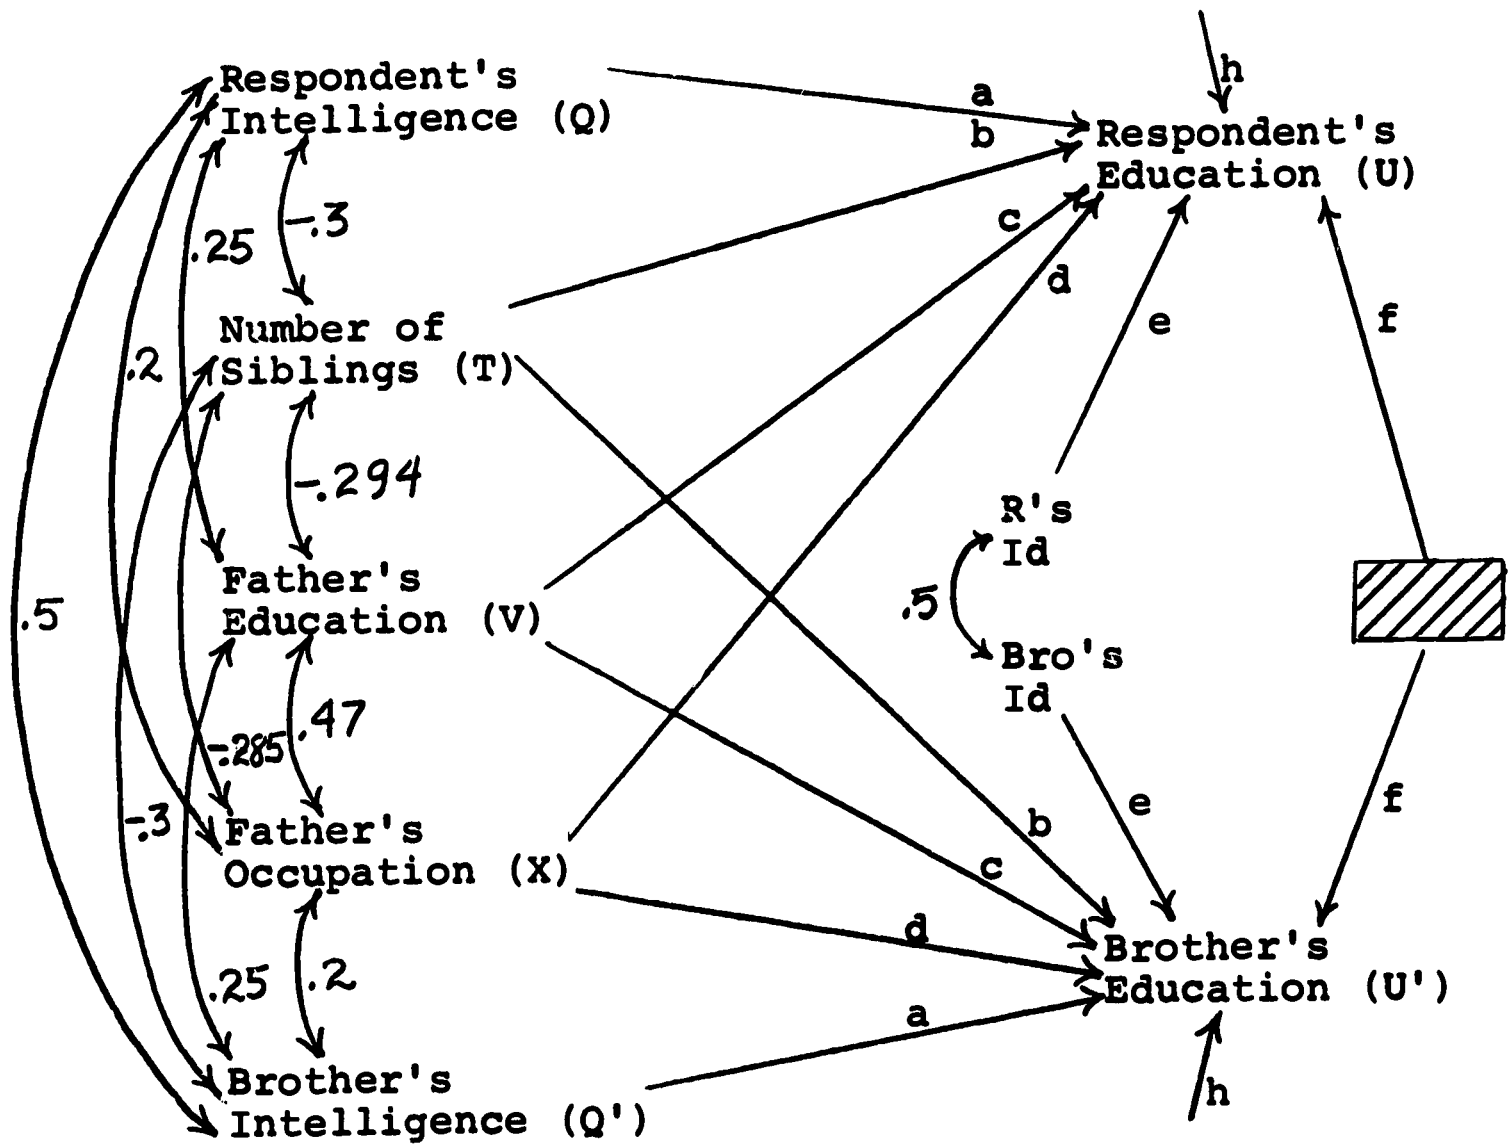 h
Respondent's
Intelligence (Q)
a
b
Respondent's
Education (U)
-.3
.25
c
d
e
f
Number of
Siblings (T)
.2
-.294
R's
Id
Father's
Education (V)
.5
.5
Bro's
Id
.47
-.285
-.3
b
e
f
Father's
Occupation (X)
c
d
Brother's
Education (U')
.25
.2
a
Brother's
Intelligence (Q')
h